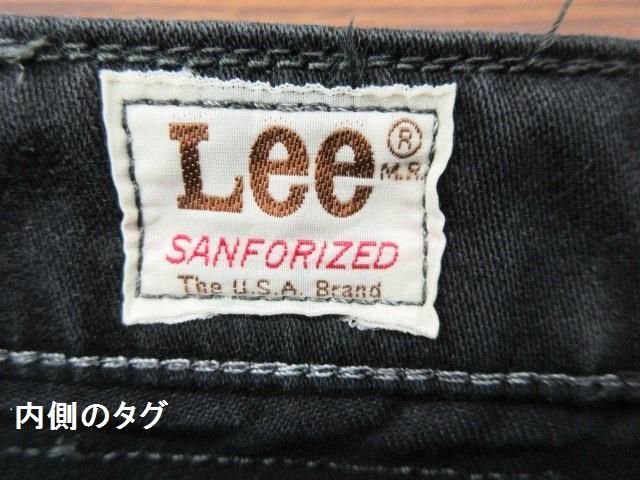 Lee ®
M.R.
SANFORIZED
The U.S.A. Brand
内側のタグ